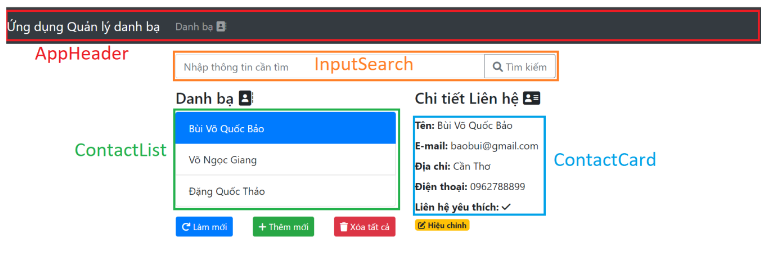 Ứng dụng Quản lý danh bạ
Danh bạ
AppHeader
Nhập thông tin cần tìm
InputSearch
Tìm kiếm
Danh bạ
Bùi Võ Quốc Bảo
Võ Ngọc Giang
Đặng Quốc Thảo
ContactList
Làm mới
Thêm mới
Xóa tất cả
Chi tiết Liên hệ
Tên: Bùi Võ Quốc Bảo
E-mail: baobui@gmail.com
Địa chỉ: Cần Thơ
Điện thoại: 0962788899
Liên hệ yêu thích: ✓
ContactCard
Hiệu chỉnh